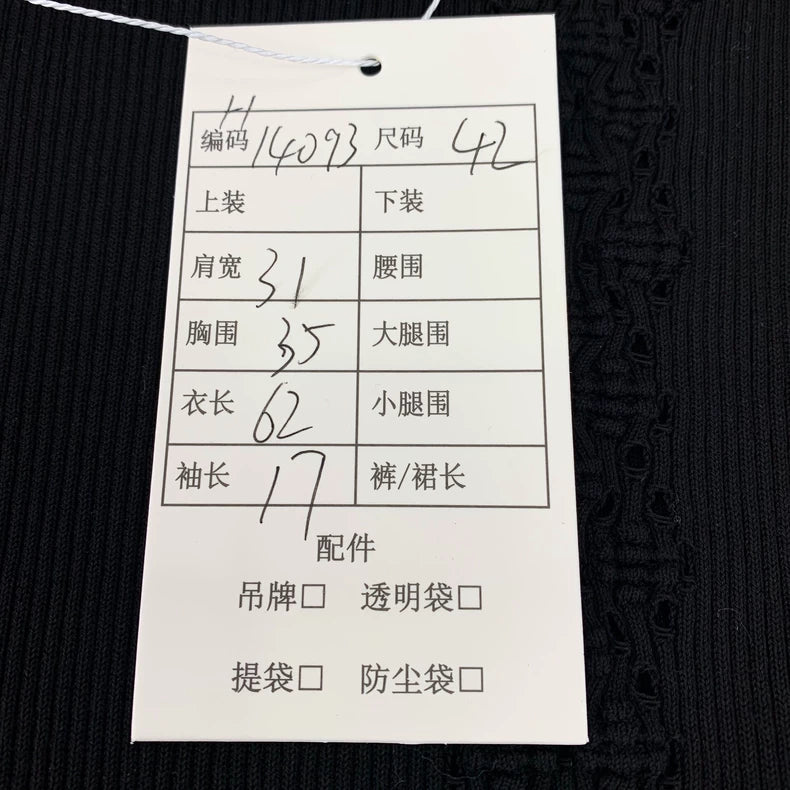 H
编码 14093 尺码 42
上装 下装
肩宽 31 腰围
胸围 35 大腿围
衣长 62 小腿围
袖长 17 裤/裙长
配件
吊牌□ 透明袋□
提袋□ 防尘袋□